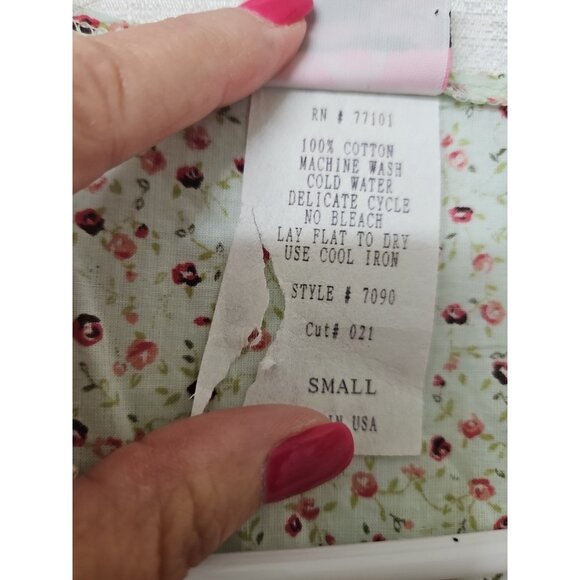 RN # 77101
100% COTTON
MACHINE WASH
COLD WATER
DELICATE CYCLE
NO BLEACH
LAY FLAT TO DRY
USE COOL IRON
STYLE # 7090
Cut# 021
SMALL
IN USA